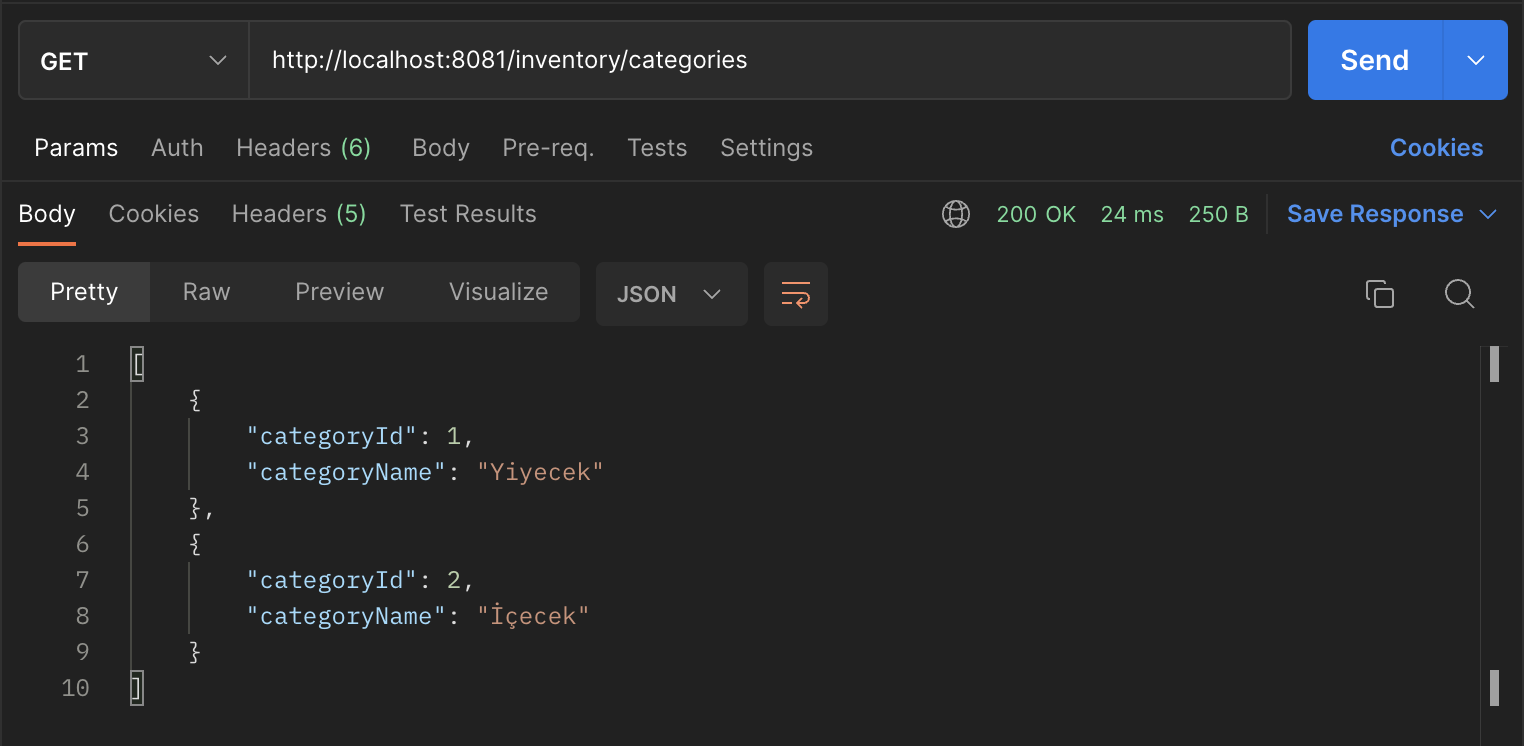 GET http://localhost:8081/inventory/categories Send
Params Auth Headers (6) Body Pre-req. Tests Settings Cookies
Body Cookies Headers (5) Test Results 200 OK 24 ms 250 B Save Response
Pretty Raw Preview Visualize JSON
1 [
2 {
3 "categoryId": 1,
4 "categoryName": "Yiyecek"
5 },
6 {
7 "categoryId": 2,
8 "categoryName": "İçecek"
9 }
10 ]